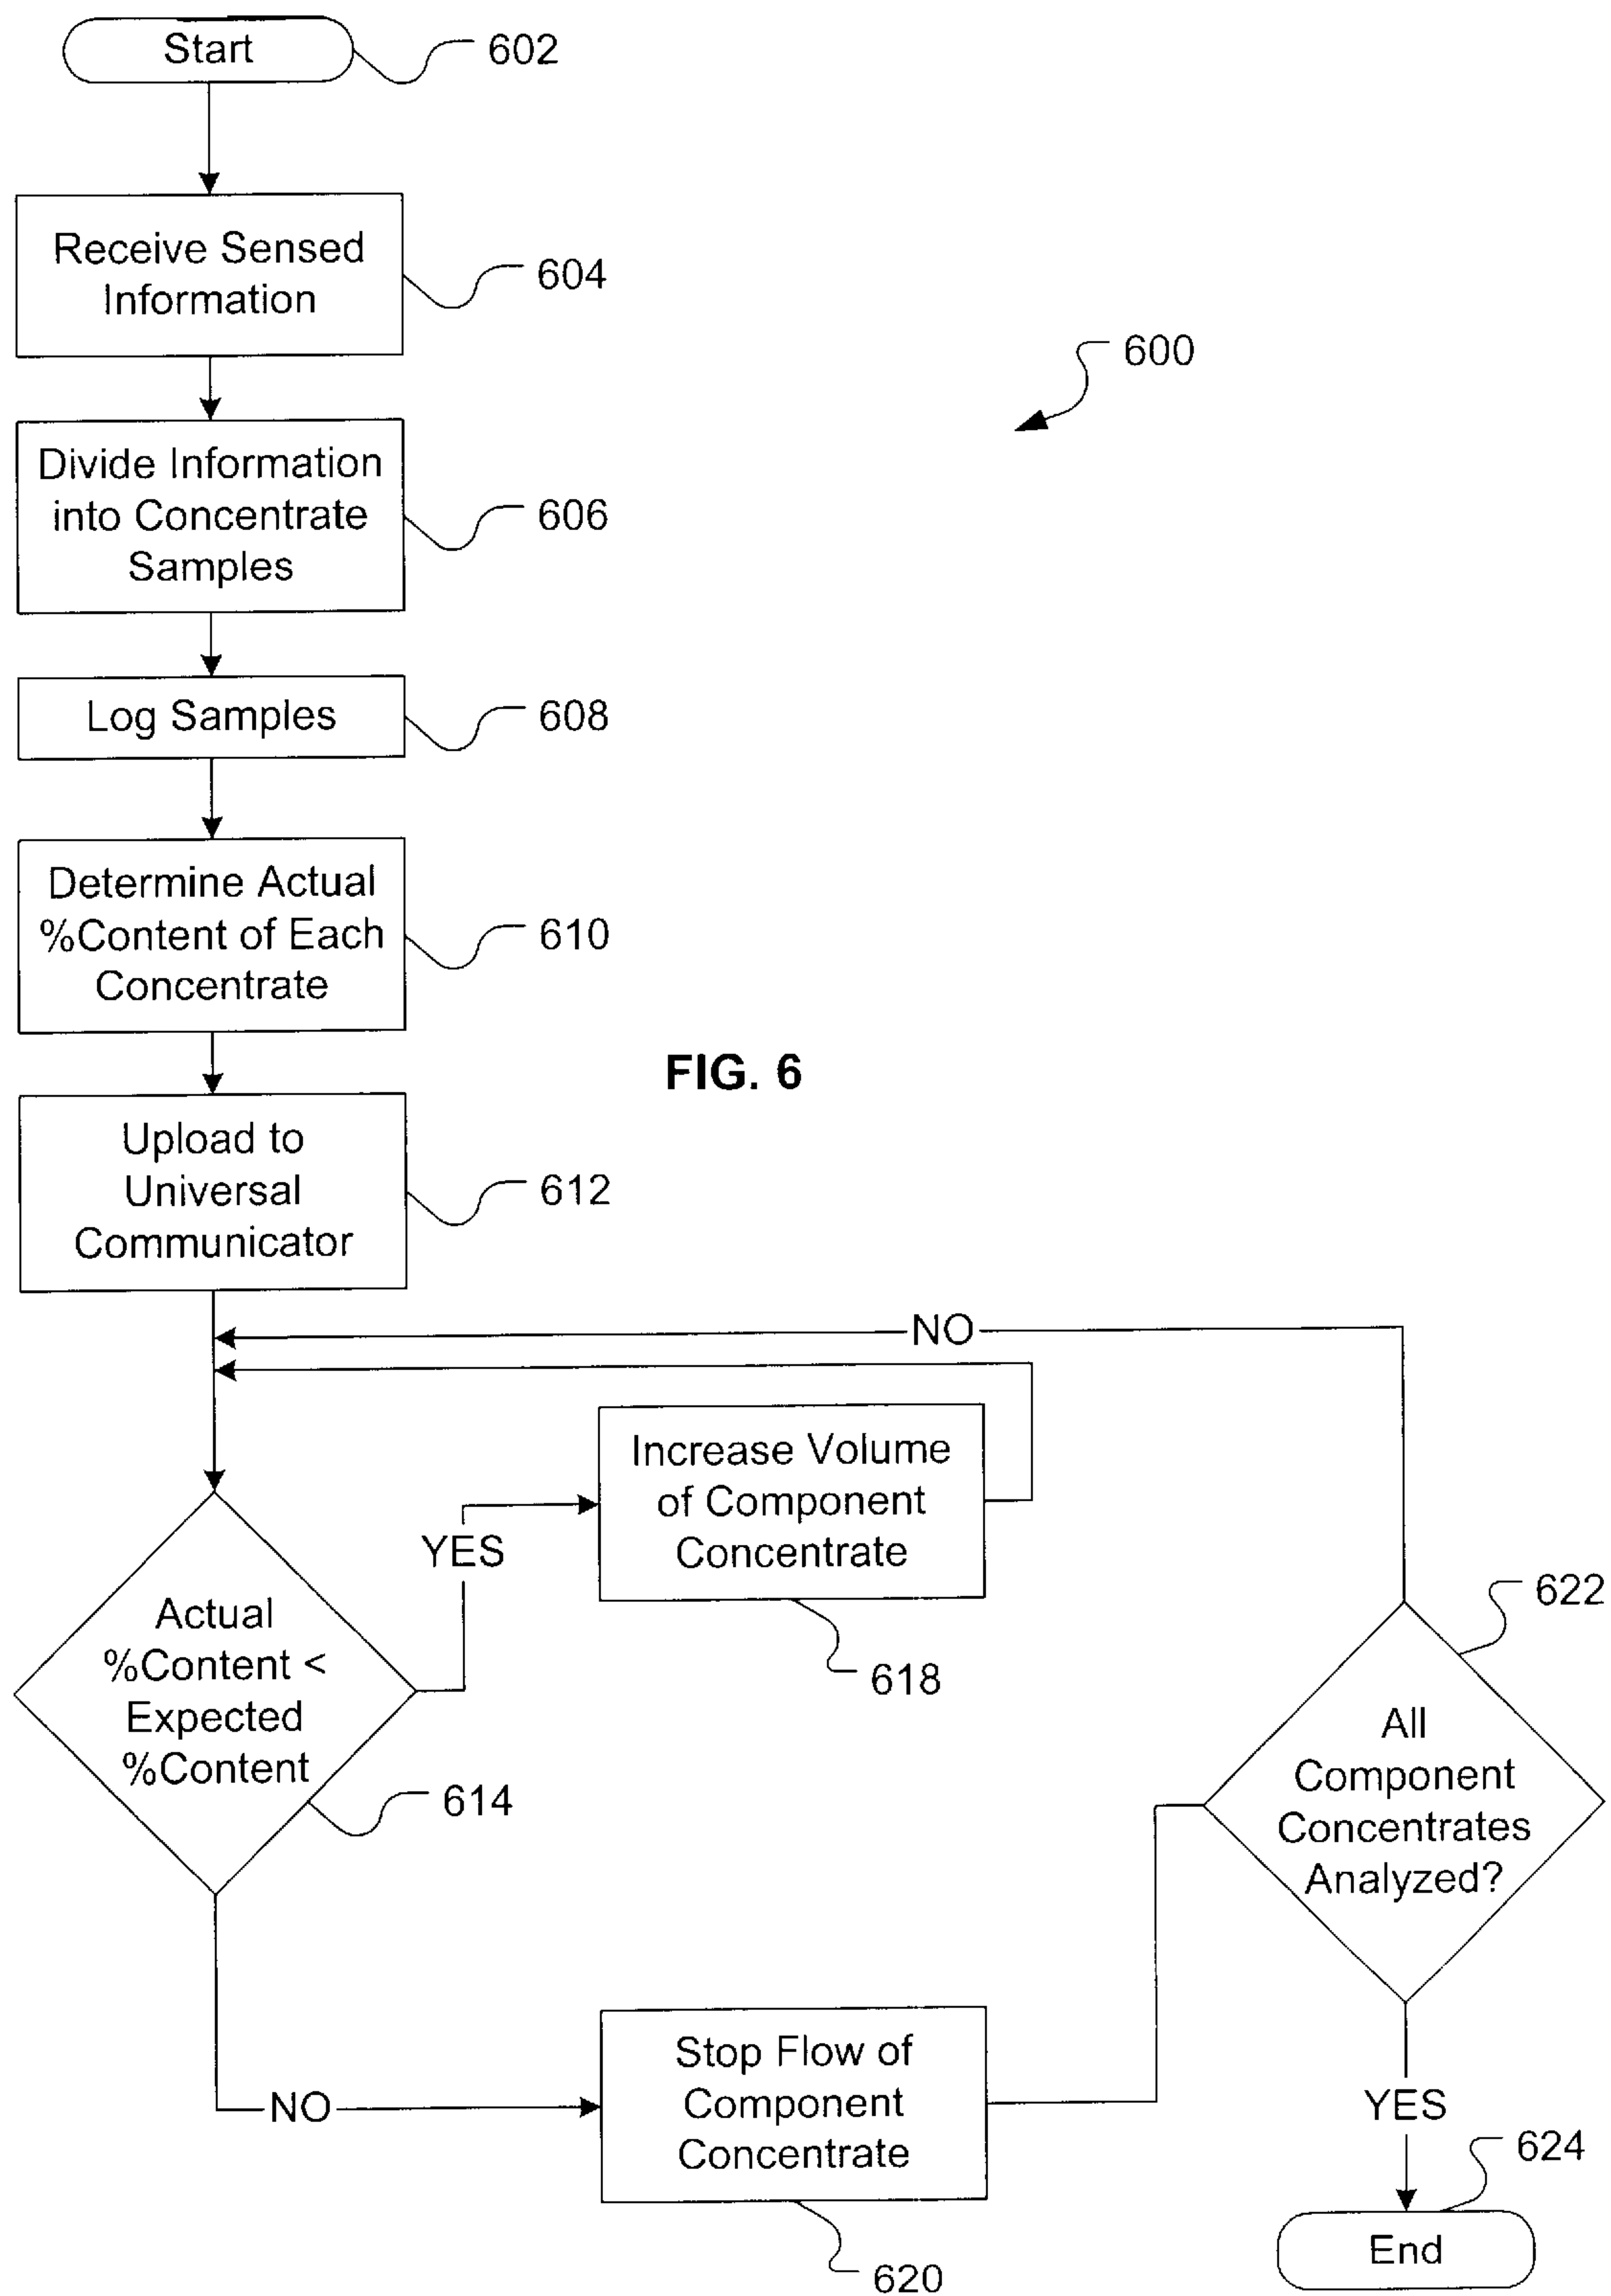 Start
602
Receive Sensed
Information
604
600
Divide Information
into Concentrate
Samples
606
Log Samples
608
Determine Actual
%Content of Each
Concentrate
610
FIG. 6
Upload to
Universal
Communicator
612
NO
Increase Volume
of Component
Concentrate
YES
618
Actual
%Content <
Expected
%Content
614
622
All
Component
Concentrates
Analyzed?
Stop Flow of
Component
Concentrate
NO
620
YES
624
End